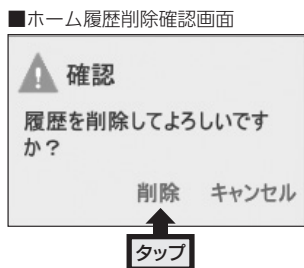 ■ホーム履歴削除確認画面
確認
履歴を削除してよろしいです
か？
削除 キャンセル
タップ